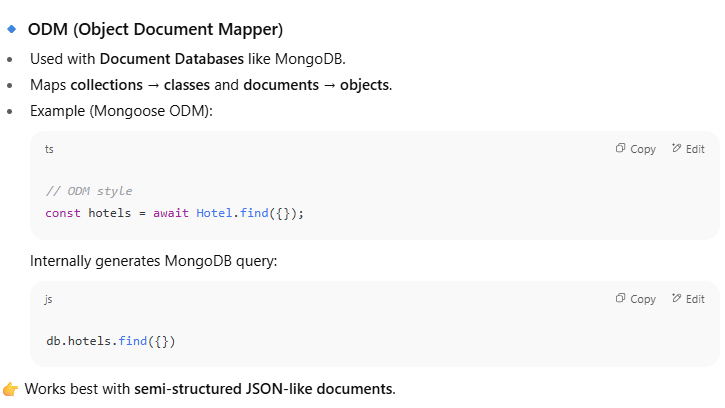 🔹 ODM (Object Document Mapper)
• Used with Document Databases like MongoDB.
• Maps collections → classes and documents → objects.
• Example (Mongoose ODM):
ts Copy Edit
// ODM style
const hotels = await Hotel.find({});
Internally generates MongoDB query:
js Copy Edit
db.hotels.find({})
👉 Works best with semi-structured JSON-like documents.